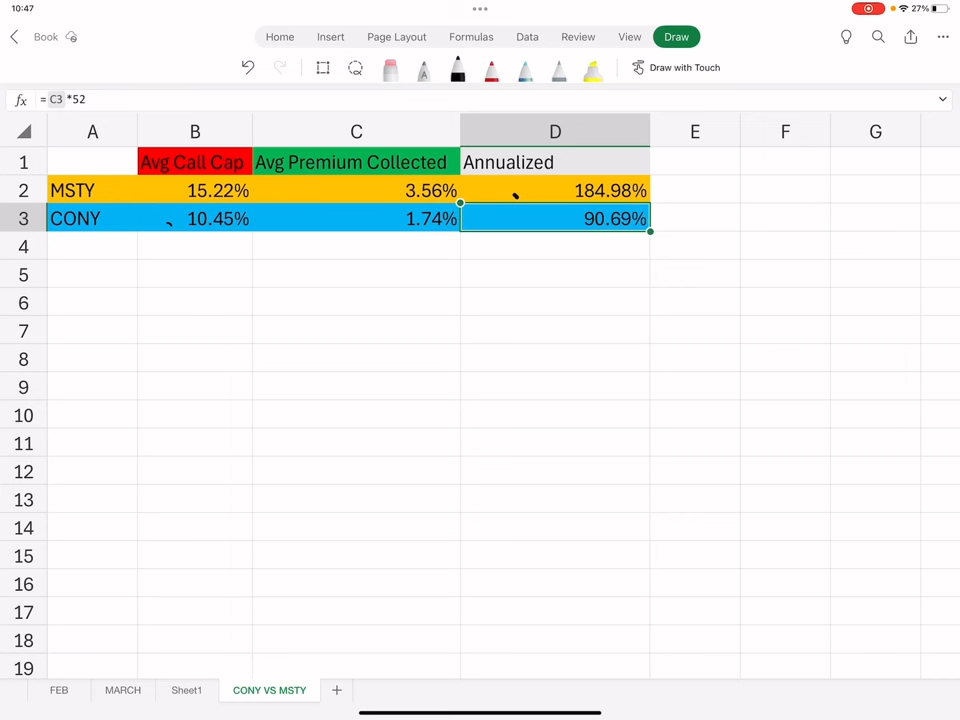 10:47
27%
Book
Home Insert Page Layout Formulas Data Review View Draw
A
Draw with Touch
fx = C3 *52
A B C D E F G
1 Avg Call Cap Avg Premium Collected Annualized
2 MSTY 15.22% 3.56% 184.98%
3 CONY 10.45% 1.74% 90.69%
4
5
6
7
8
9
10
11
12
13
14
15
16
17
18
19
FEB MARCH Sheet1 CONY VS MSTY +